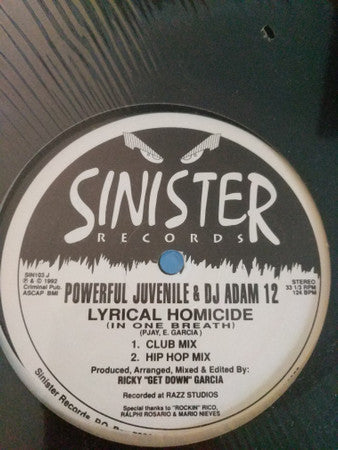 SINISTER
RECORDS
SIN103 J
℗ & © 1992
Criminal Pub.
ASCAP BMI
STEREO
33 1/3 RPM
124 BPM
POWERFUL JUVENILE & DJ ADAM 12
LYRICAL HOMICIDE
(IN ONE BREATH)
(PJAY, E. GARCIA)
1. CLUB MIX
2. HIP HOP MIX
Produced, Arranged, Mixed & Edited By:
RICKY "GET DOWN" GARCIA
Recorded at RAZZ STUDIOS
Special thanks to "ROCKIN" RICO,
RALPHI ROSARIO & MARIO NIEVES
Sinister Records, P.O.